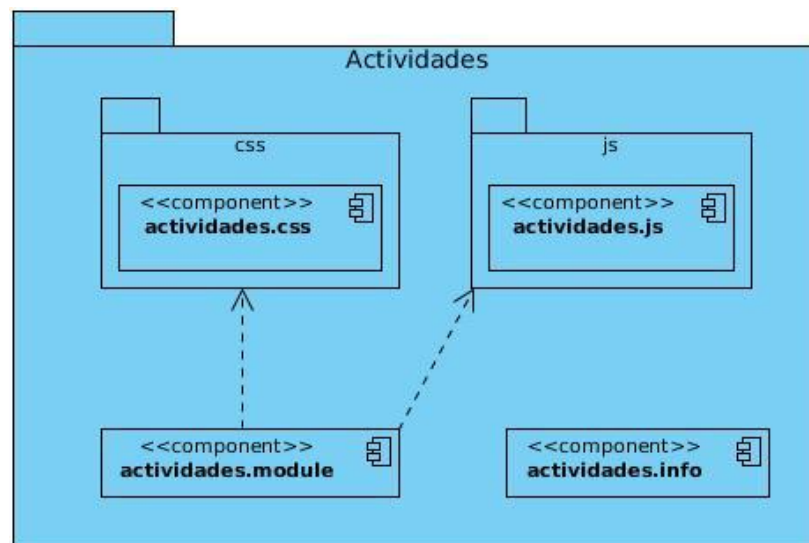 Actividades
css
<<component>>
actividades.css
js
<<component>>
actividades.js
<<component>>
actividades.module
<<component>>
actividades.info